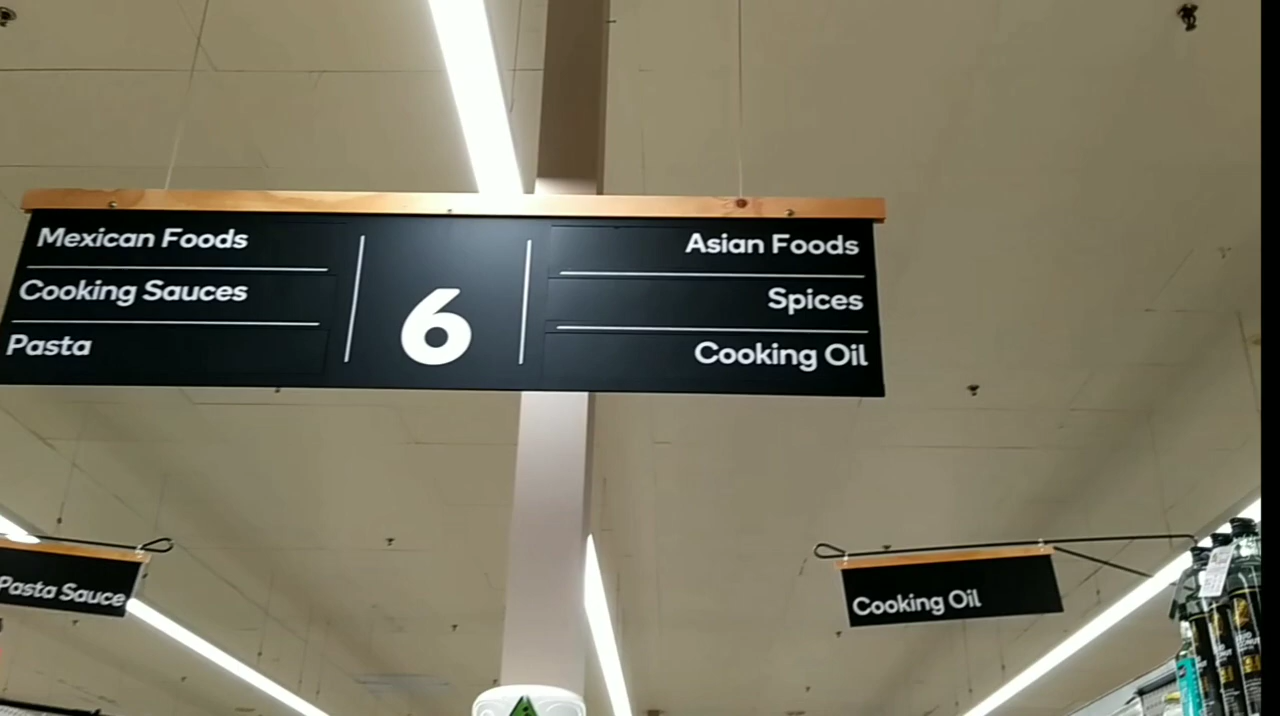 Mexican Foods
Cooking Sauces
Pasta
6
Asian Foods
Spices
Cooking Oil
Pasta Sauce
Cooking Oil